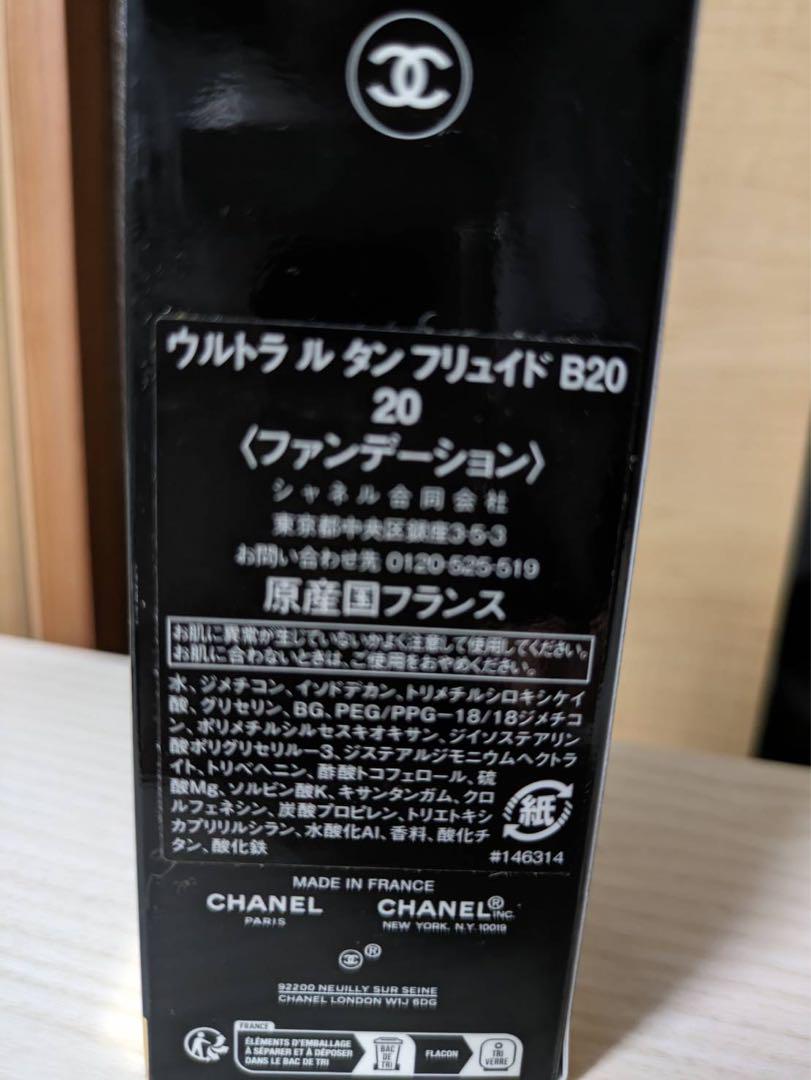 ウルトラ ル タン フリュイド B20
20
〈ファンデーション〉
シャネル合同会社
東京都中央区銀座3-5-3
お問い合わせ先 0120-525-519
原産国フランス
お肌に異常が生じていないかよく注意して使用してください。
お肌に合わないときは、ご使用をおやめください。
水、ジメチコン、イソドデカン、トリメチルシロキシケイ
酸、グリセリン、BG、PEG/PPG-18/18ジメチコ
ン、ポリメチルシルセスキオキサン、ジイソステアリン
酸ポリグリセリル-3、ジステアルジモニウムヘクトラ
イト、トリベヘニン、酢酸トコフェロール、硫
酸Mg、ソルビン酸K、キサンタンガム、クロ
ルフェネシン、炭酸プロピレン、トリエトキシ
カプリリルシラン、水酸化Al、香料、酸化チ
タン、酸化鉄
紙
#146314
MADE IN FRANCE
CHANEL CHANEL® INC.
PARIS NEW YORK, N.Y. 10019
®
92200 NEUILLY SUR SEINE
CHANEL LONDON W1J 6DG
FRANCE
ÉLÉMENTS D'EMBALLAGE
À SÉPARER ET À DÉPOSER
DANS LE BAC DE TRI
BAC
DE
TRI
FLACON
TRI
VERRE